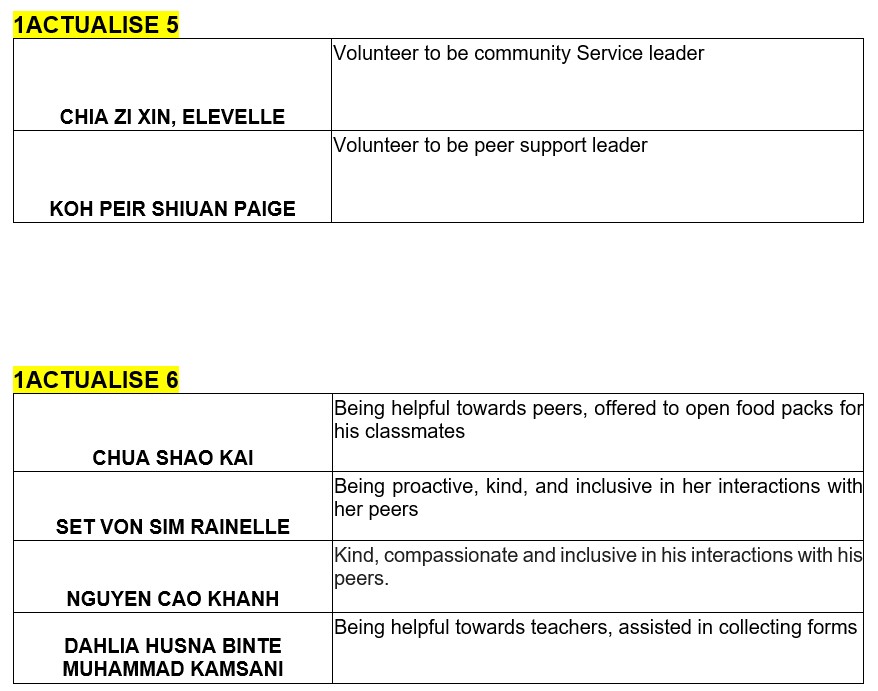 1ACTUALISE 5
CHIA ZI XIN, ELEVELLE
Volunteer to be community Service leader
KOH PEIR SHIUAN PAIGE
Volunteer to be peer support leader
1ACTUALISE 6
CHUA SHAO KAI
Being helpful towards peers, offered to open food packs for
his classmates
SET VON SIM RAINELLE
Being proactive, kind, and inclusive in her interactions with
her peers
NGUYEN CAO KHANH
Kind, compassionate and inclusive in his interactions with his
peers.
DAHLIA HUSNA BINTE
MUHAMMAD KAMSANI
Being helpful towards teachers, assisted in collecting forms